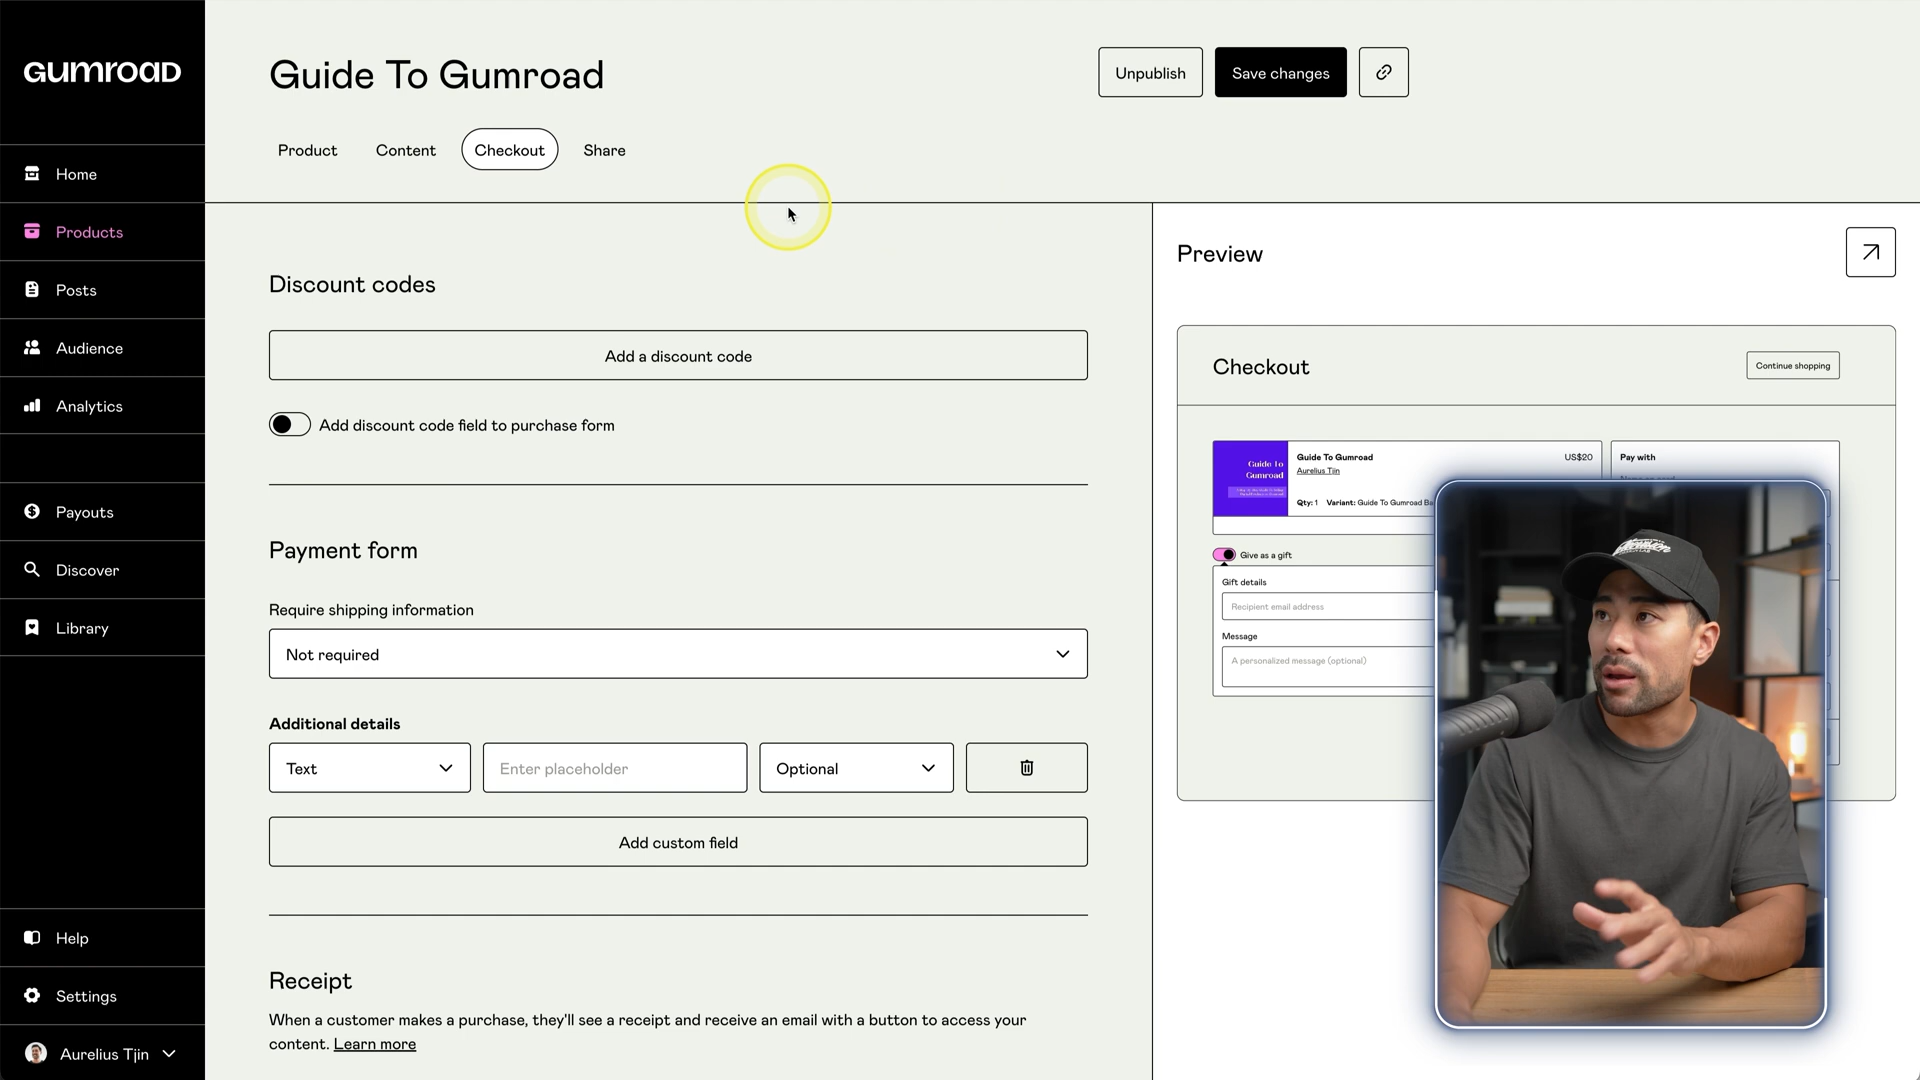 GUMROAD
Home
Products
Posts
Audience
Analytics
Payouts
Discover
Library
Help
Settings
Aurelius Tjin
Guide To Gumroad
Unpublish
Save changes
Product
Content
Checkout
Share
Discount codes
Add a discount code
Add discount code field to purchase form
Payment form
Require shipping information
Not required
Additional details
Text
Enter placeholder
Optional
Add custom field
Receipt
When a customer makes a purchase, they'll see a receipt and receive an email with a button to access your
content. Learn more
Preview
Checkout
Continue shopping
Guide To
Gumroad
Guide To Gumroad
US$20
Aurelius Tjin
Qty: 1 Variant: Guide To Gumroad
Pay with
Give as a gift
Gift details
Recipient email address
Message
A personalized message (optional)